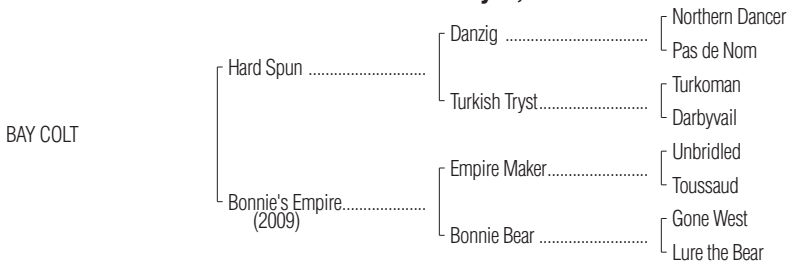 Northern Dancer
Danzig ................................
Pas de Nom
Hard Spun ...........................
Turkoman
Turkish Tryst........................
Darbyvail
BAY COLT
Unbridled
Empire Maker......................
Toussaud
Bonnie's Empire...................
(2009)
Gone West
Bonnie Bear ........................
Lure the Bear